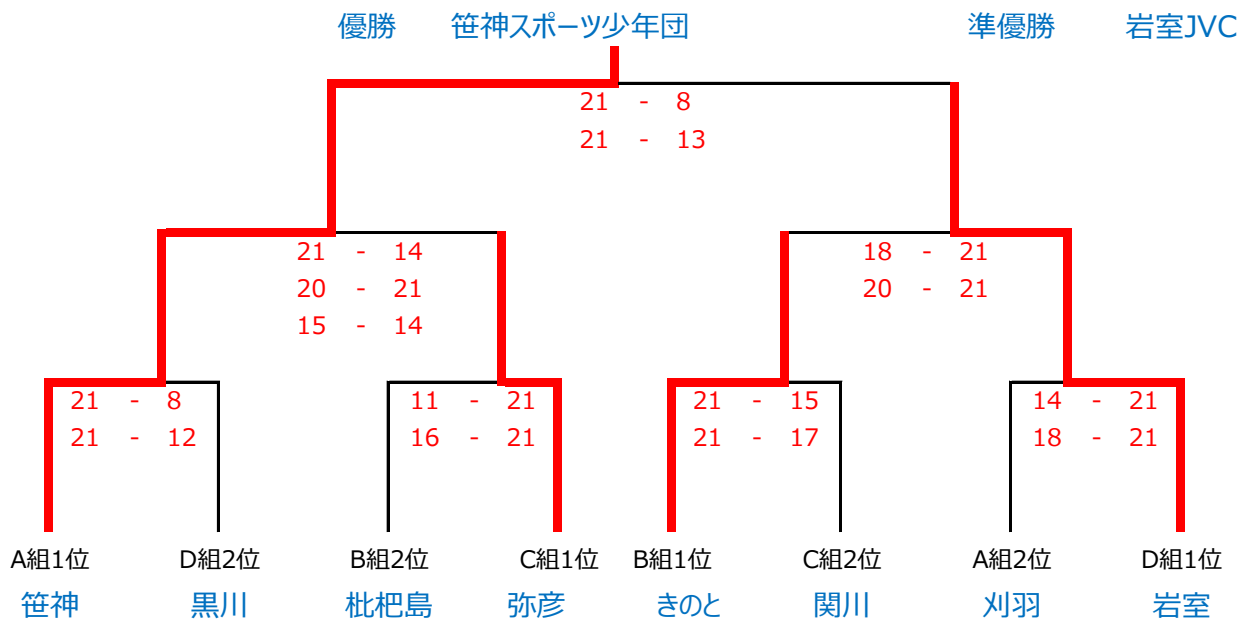 優勝 笹神スポーツ少年団 準優勝 岩室JVC
21 - 8
21 - 13
21 - 14 18 - 21
20 - 21 20 - 21
15 - 14
21 - 8 11 - 21 21 - 15 14 - 21
21 - 12 16 - 21 21 - 17 18 - 21
A組1位 D組2位 B組2位 C組1位 B組1位 C組2位 A組2位 D組1位
笹神 黒川 枇杷島 弥彦 きのと 関川 刈羽 岩室